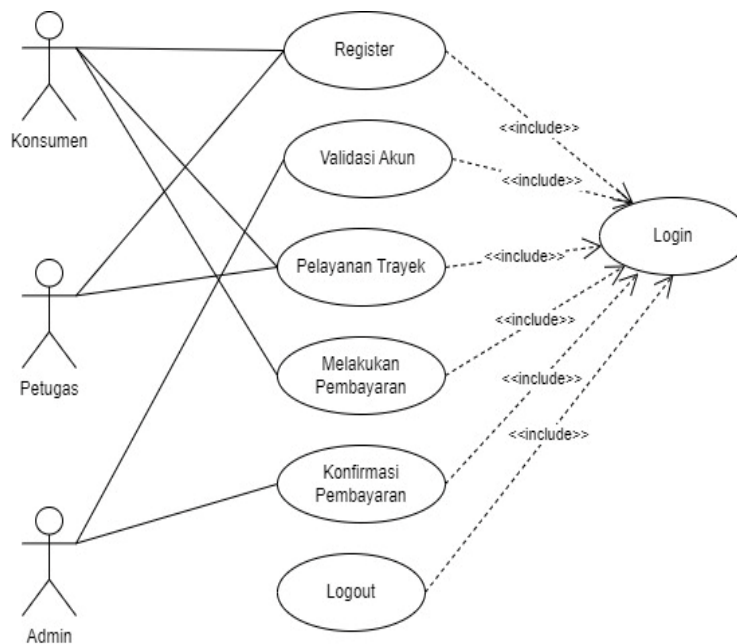 Register
<<include>>
Konsumen
Validasi Akun
<<include>>
Login
Pelayanan Trayek
<<include>>
Petugas
Melakukan
Pembayaran
<<include>>
<<include>>
<<include>>
Konfirmasi
Pembayaran
Logout
Admin